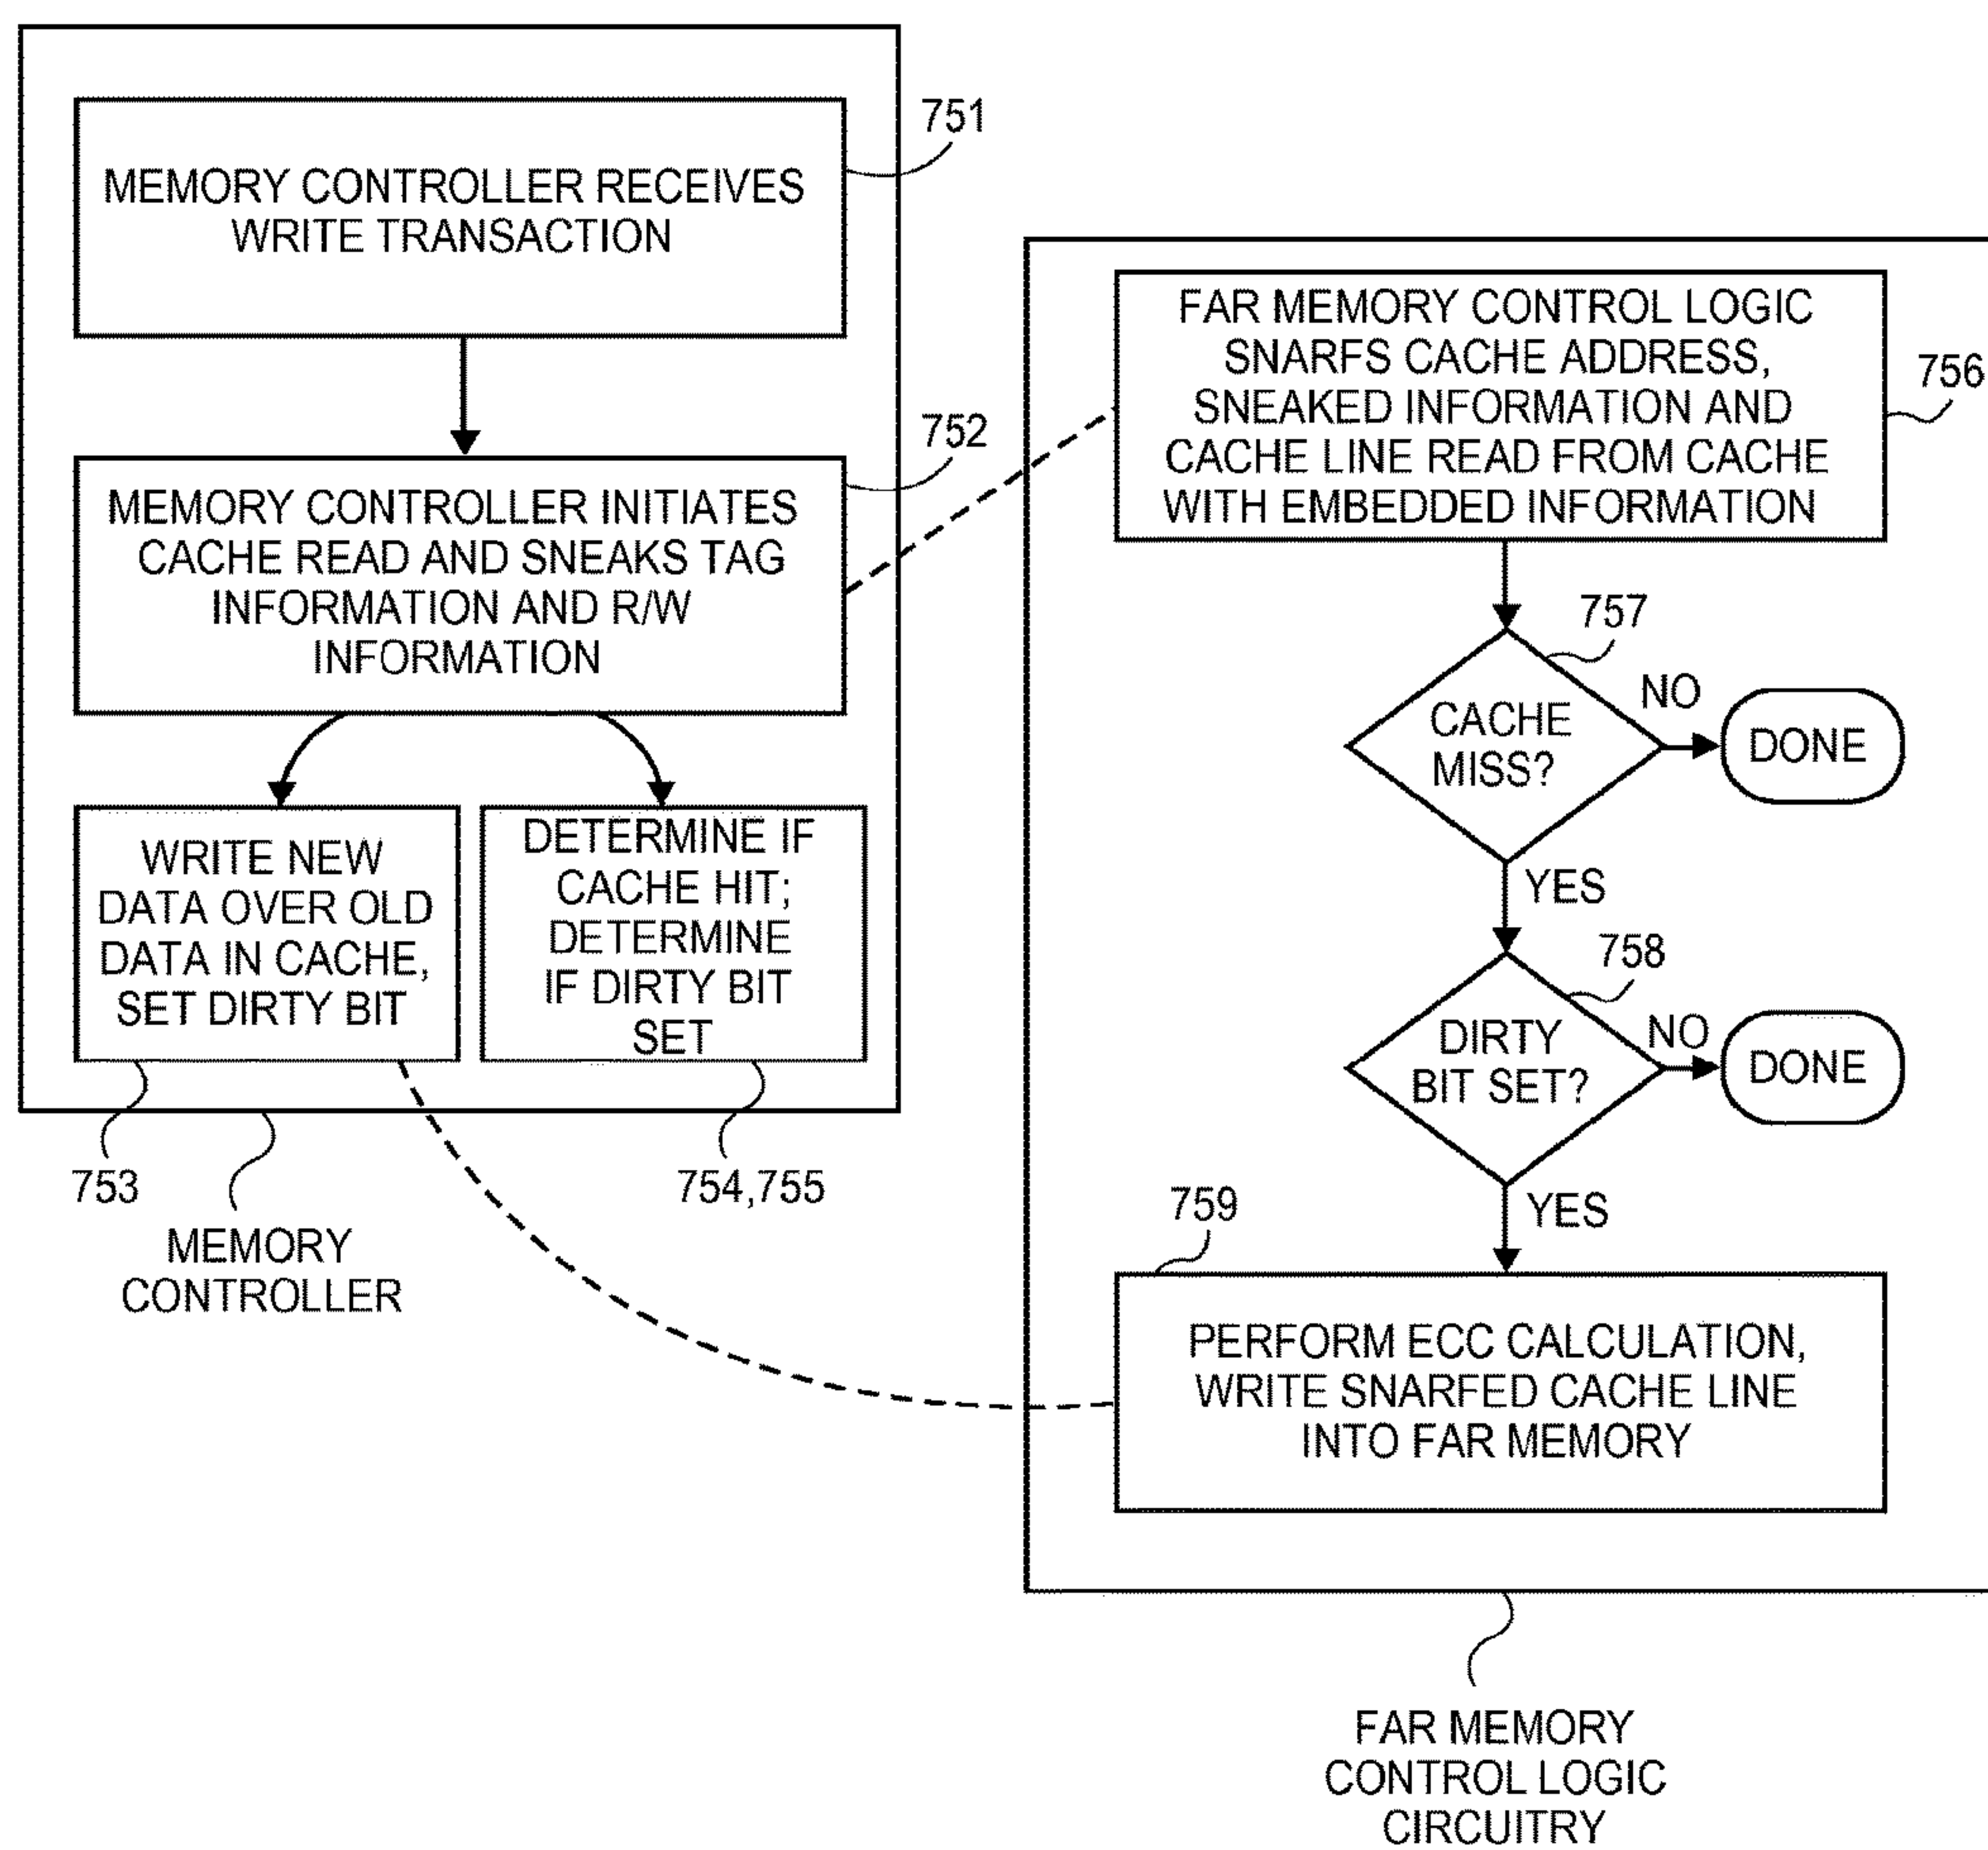 751
MEMORY CONTROLLER RECEIVES
WRITE TRANSACTION
752
MEMORY CONTROLLER INITIATES
CACHE READ AND SNEAKS TAG
INFORMATION AND R/W
INFORMATION
WRITE NEW
DATA OVER OLD
DATA IN CACHE,
SET DIRTY BIT
DETERMINE IF
CACHE HIT;
DETERMINE
IF DIRTY BIT
SET
753
754,755
MEMORY
CONTROLLER
FAR MEMORY CONTROL LOGIC
SNARFS CACHE ADDRESS,
SNEAKED INFORMATION AND
CACHE LINE READ FROM CACHE
WITH EMBEDDED INFORMATION
756
757
CACHE
MISS?
NO
DONE
YES
758
DIRTY
BIT SET?
NO
DONE
YES
759
PERFORM ECC CALCULATION,
WRITE SNARFED CACHE LINE
INTO FAR MEMORY
FAR MEMORY
CONTROL LOGIC
CIRCUITRY